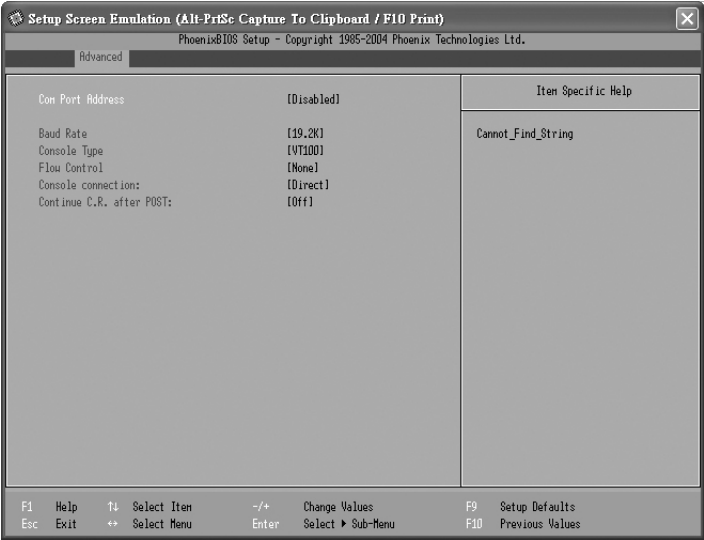 Setup Screen Emulation (Alt-PrtSc Capture To Clipboard / F10 Print)
PhoenixBIOS Setup - Copyright 1985-2004 Phoenix Technologies Ltd.
Advanced
Com Port Address [Disabled]
Baud Rate [19.2K]
Console Type [VT100]
Flow Control [None]
Console connection: [Direct]
Continue C.R. after POST: [Off]
Item Specific Help
Cannot_Find_String
F1 Help ↑↓ Select Item -/+ Change Values F9 Setup Defaults
Esc Exit ↔ Select Menu Enter Select ▶ Sub-Menu F10 Previous Values